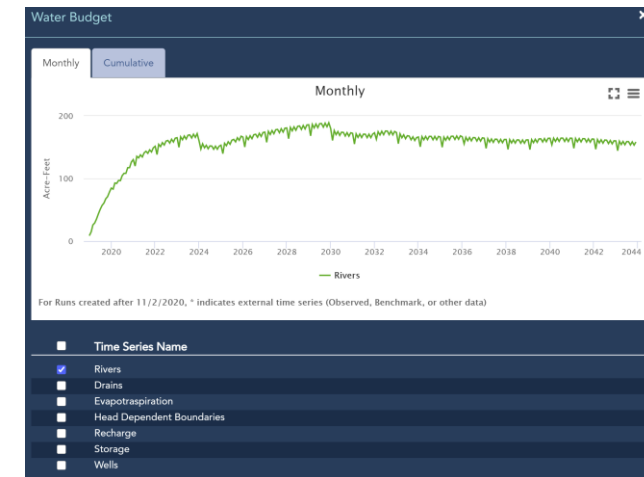 Water Budget
Monthly
Cumulative
Monthly
200
100
0
Acre-Feet
2020 2022 2024 2026 2028 2030 2032 2034 2036 2038 2040 2042 2044
Rivers
For Runs created after 11/2/2020, * indicates external time series (Observed, Benchmark, or other data)
Time Series Name
Rivers
Drains
Evapotraspiration
Head Dependent Boundaries
Recharge
Storage
Wells